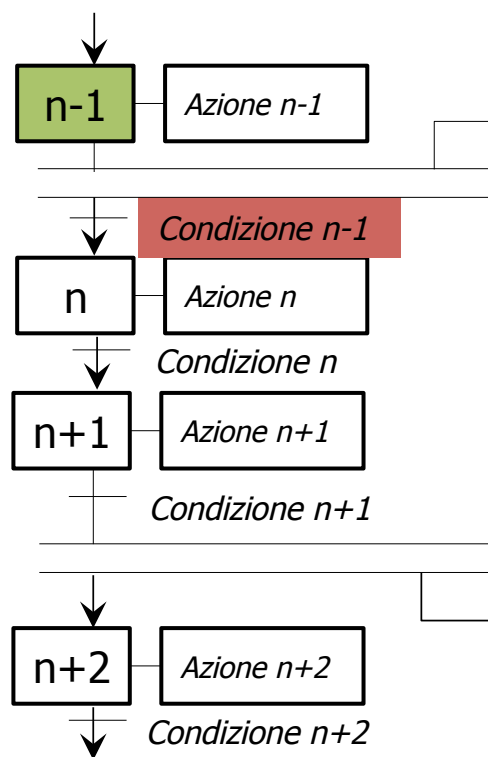 n-1 Azione n-1
Condizione n-1
n Azione n
Condizione n
n+1 Azione n+1
Condizione n+1
n+2 Azione n+2
Condizione n+2